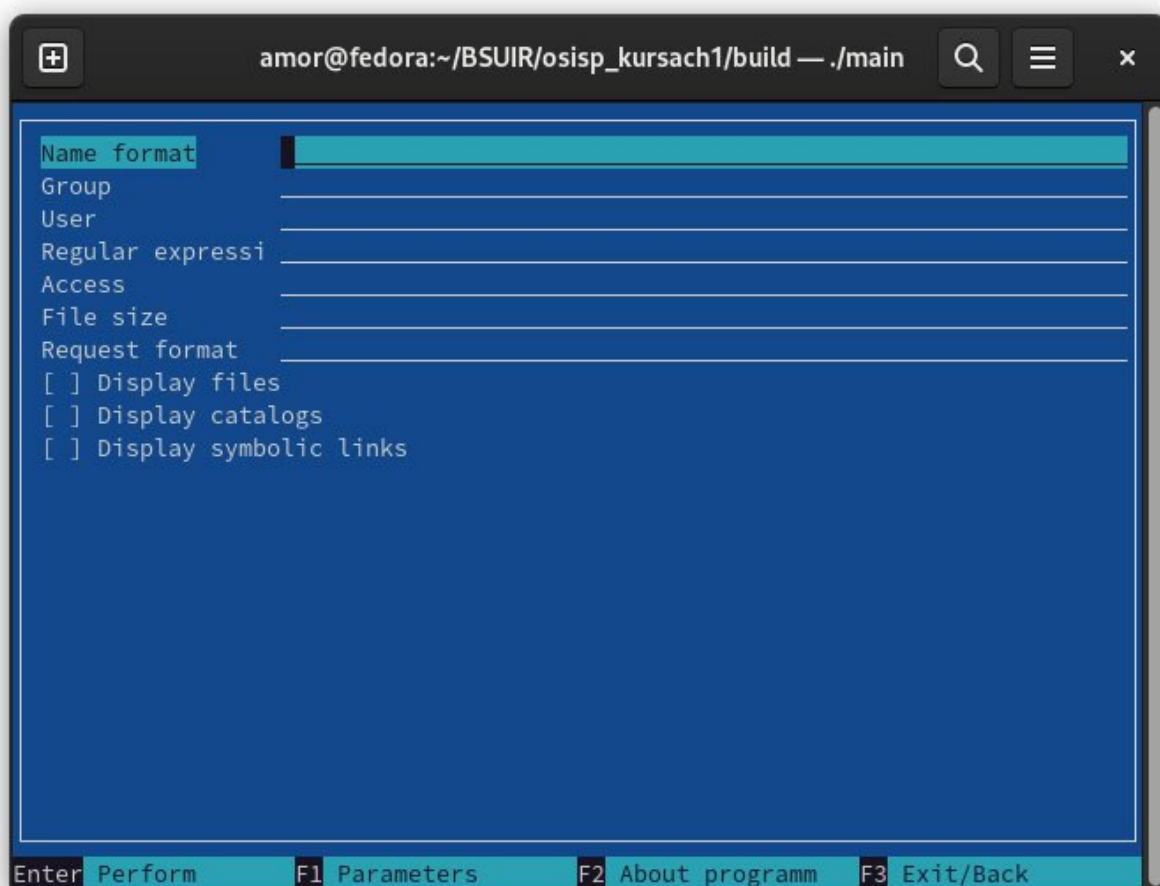 amor@fedora:~/BSUIR/osisp_kursach1/build — ./main
Name format
Group
User
Regular expressi
Access
File size
Request format
[ ] Display files
[ ] Display catalogs
[ ] Display symbolic links
Enter Perform F1 Parameters F2 About programm F3 Exit/Back